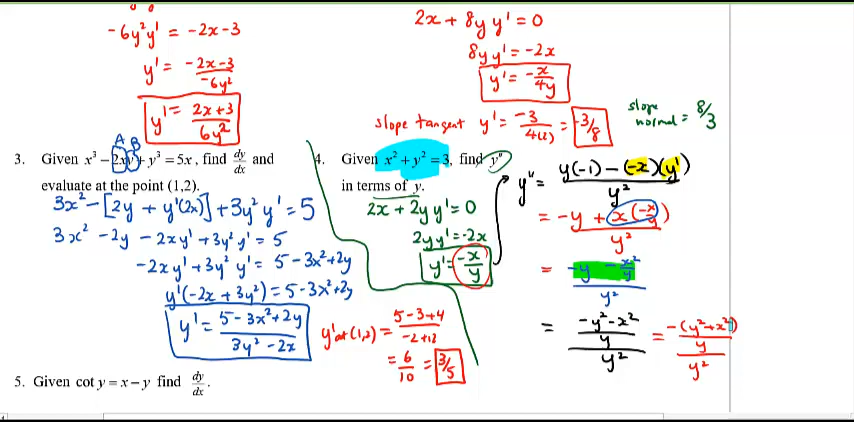 -6y²y' = -2x-3
y' = -2x-3 / -6y²
y' = 2x+3 / 6y²
2x + 8y y' = 0
8y y' = -2x
y' = -x/4y
slope tangent y' = -3/4(2) = -3/8
slope normal = 8/3
A B
3. Given x³ − 2xy + y³ = 5x, find dy/dx and
evaluate at the point (1,2).
3x² - [2y + y'(2x)] + 3y² y' = 5
3x² - 2y - 2xy' + 3y² y' = 5
-2xy' + 3y² y' = 5 - 3x² + 2y
y'(-2x + 3y²) = 5 - 3x² + 2y
y' = 5 - 3x² + 2y / 3y² - 2x
y' at (1,2) = 5-3+4 / -2+12
= 6/10 = 3/5
4. Given x² + y² = 3, find y''
in terms of y.
2x + 2y y' = 0
2yy' = -2x
y' = -x/y
y'' = y(-1) - (-x)(y') / y²
= -y + x(-x/y) / y²
= -y - x²/y / y²
= -y² - x² / y / y² = -(y² + x²) / y / y²
5. Given cot y = x − y find dy/dx.